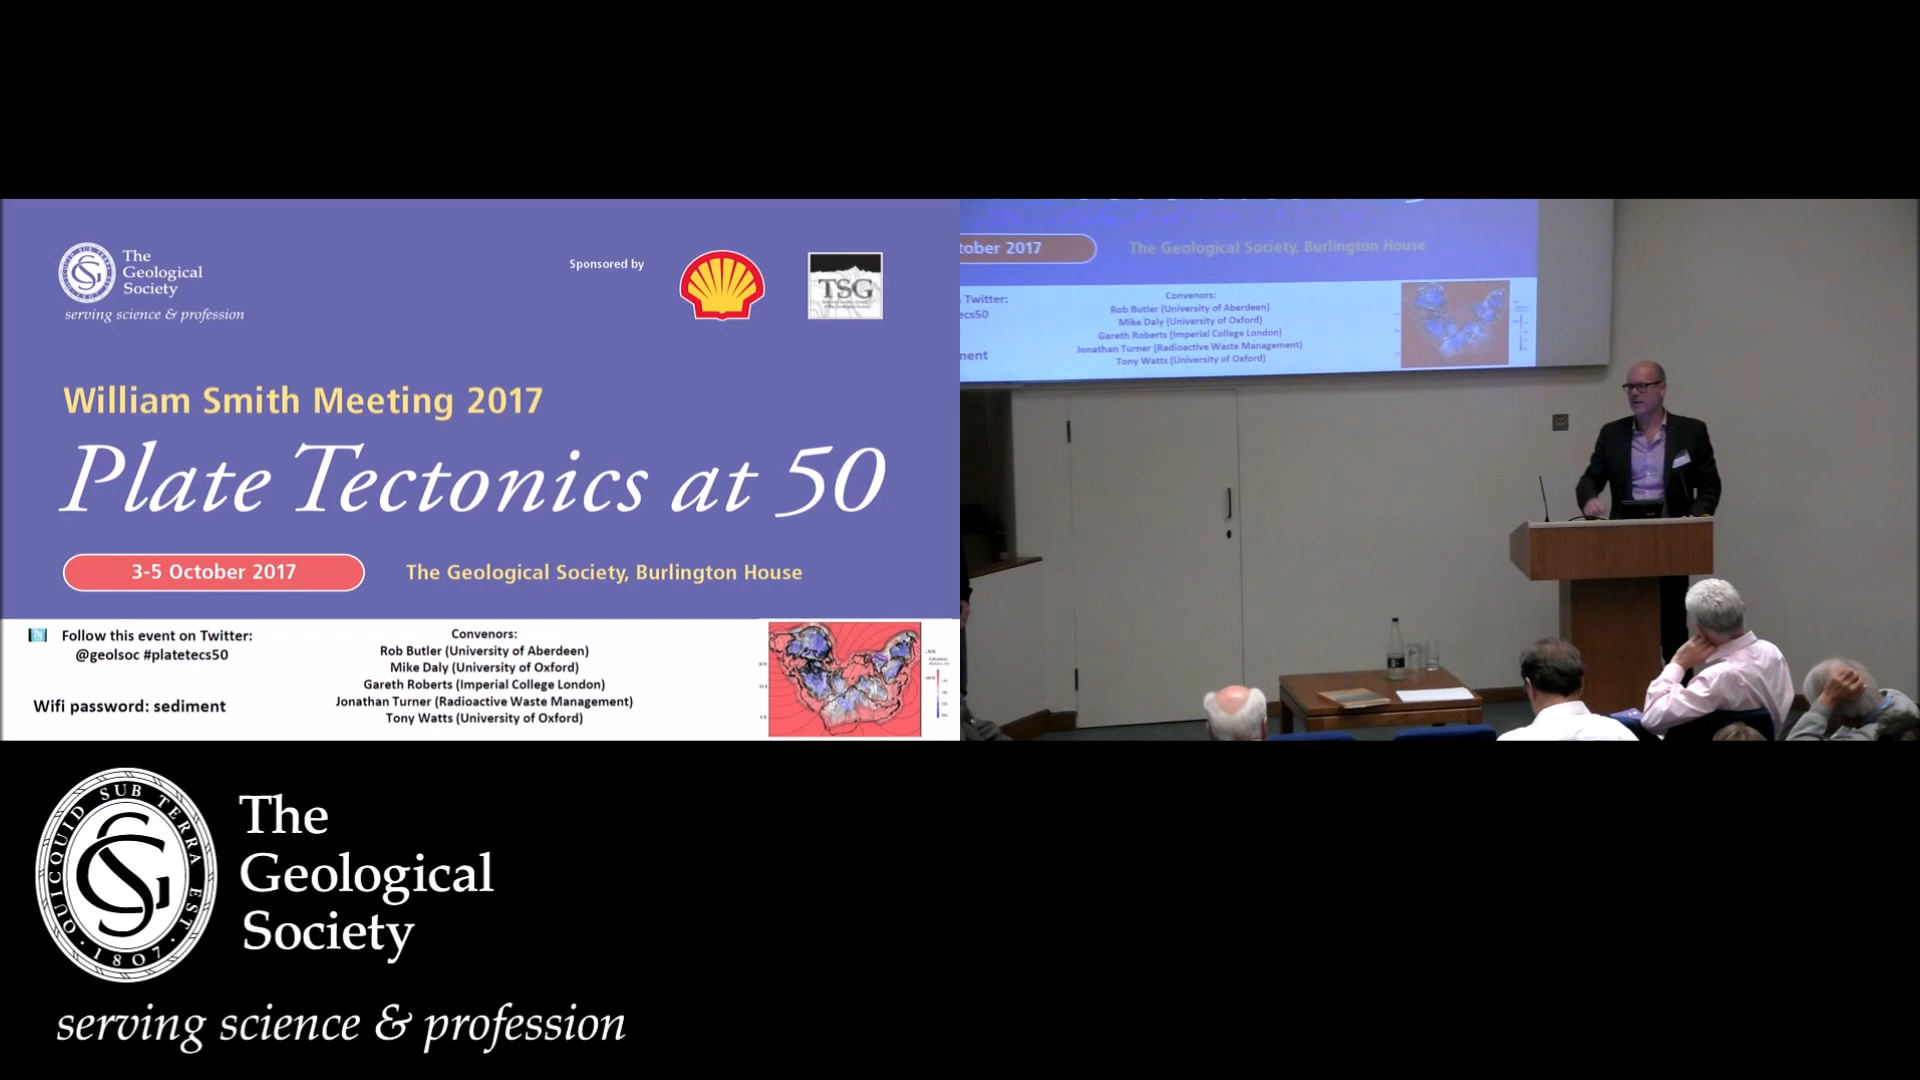 The
Geological
Society
serving science & profession
Sponsored by
TSG
William Smith Meeting 2017
Plate Tectonics at 50
3-5 October 2017
The Geological Society, Burlington House
Follow this event on Twitter:
@geolsoc #platetecs50
Wifi password: sediment
Convenors:
Rob Butler (University of Aberdeen)
Mike Daly (University of Oxford)
Gareth Roberts (Imperial College London)
Jonathan Turner (Radioactive Waste Management)
Tony Watts (University of Oxford)
tober 2017
The Geological Society, Burlington House
Twitter:
ecs50
ment
Convenors:
Rob Butler (University of Aberdeen)
Mike Daly (University of Oxford)
Gareth Roberts (Imperial College London)
Jonathan Turner (Radioactive Waste Management)
Tony Watts (University of Oxford)
QUICQUID SUB TERRA EST
1807
The
Geological
Society
serving science & profession